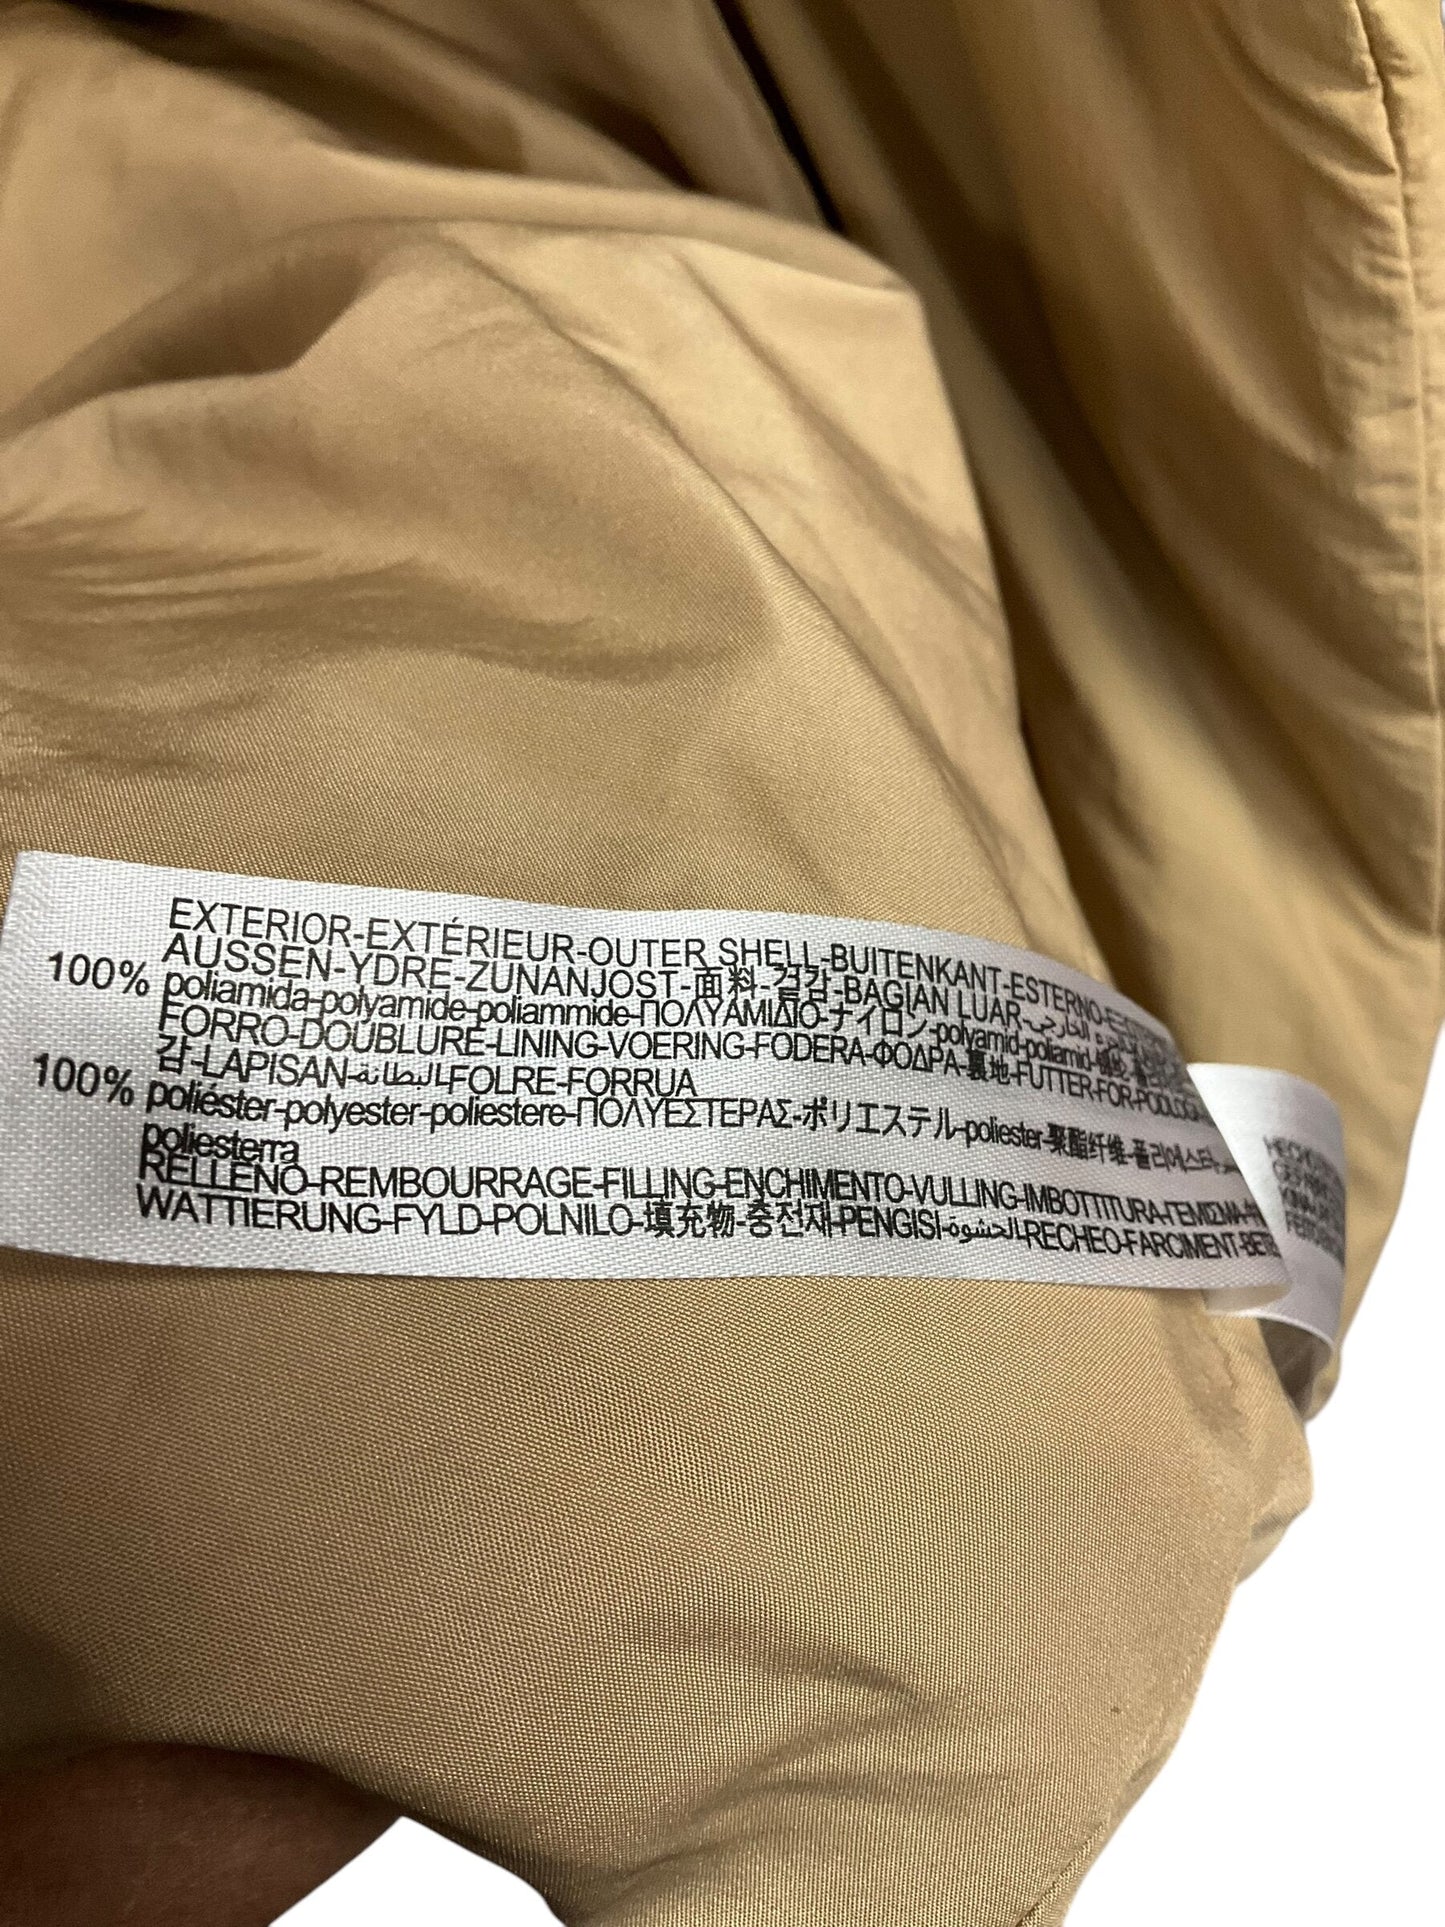 EXTERIOR-EXTÉRIEUR-OUTER SHELL-BUITENKANT-ESTERNO-
AUSSEN-YDRE-ZUNANJOST-面料-겉감-BAGIAN LUAR-
100% poliamida-polyamide-poliammide-ΠΟΛΥΑΜΙΔΙΟ-ナイロン-polyamid-poliamid-
FORRO-DOUBLURE-LINING-VOERING-FODERA-ΦΟΔΡΑ-裏地-FUTTER-FOR-PODLOGA
감-LAPISAN-البطانة-FOLRE-FORRUA
100% poliéster-polyester-poliestere-ΠΟΛΥΕΣΤΕΡΑΣ-ポリエステル-poliester-聚酯纤维-폴리에스터-
poliesterra
RELLENO-REMBOURRAGE-FILLING-ENCHIMENTO-VULLING-IMBOTTITURA-ΓΕΜΙΣΜΑ-
WATTIERUNG-FYLD-POLNILO-填充物-충전재-PENGISI-الحشوة-RECHEO-FARCIMENT-